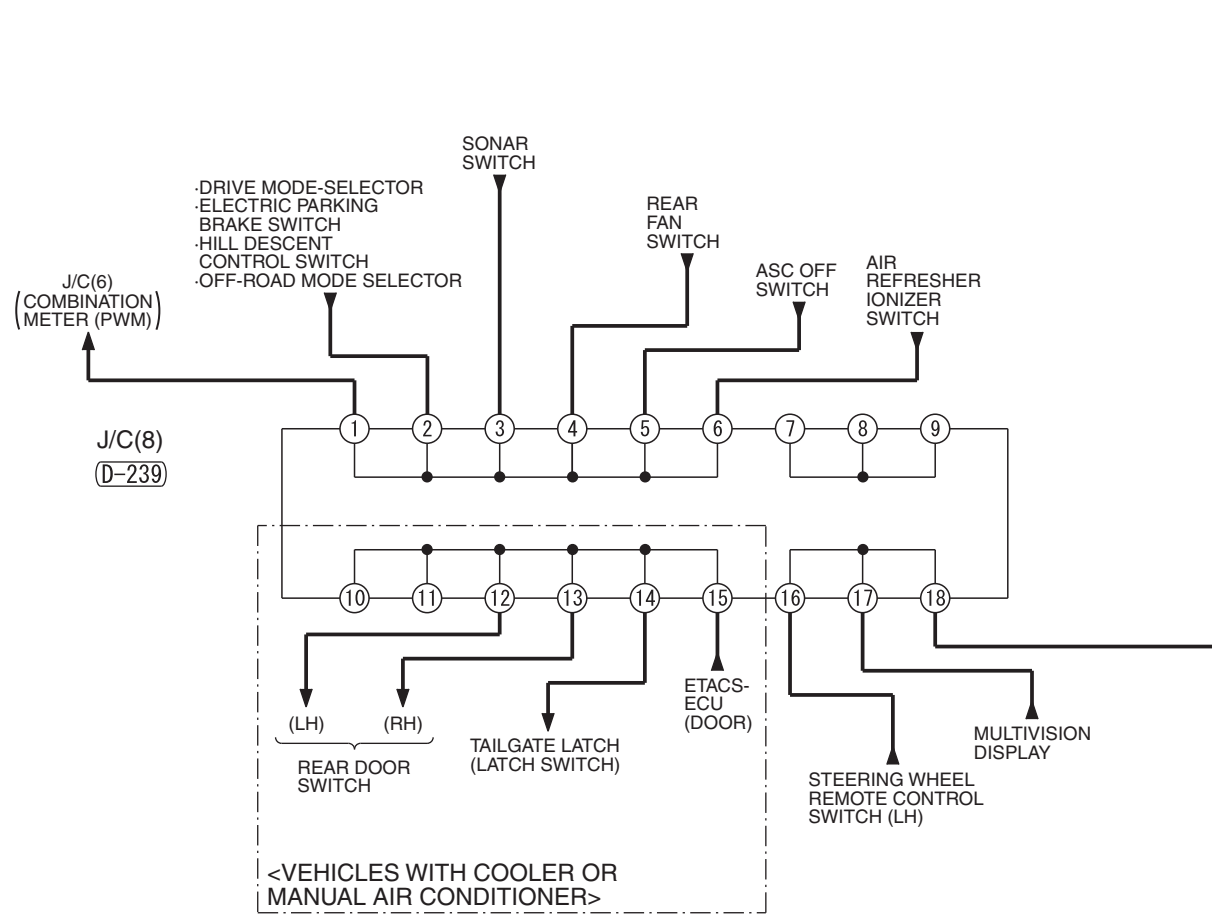 SONAR
SWITCH
·DRIVE MODE-SELECTOR
·ELECTRIC PARKING
BRAKE SWITCH
·HILL DESCENT
CONTROL SWITCH
·OFF-ROAD MODE SELECTOR
REAR
FAN
SWITCH
ASC OFF
SWITCH
AIR
REFRESHER
IONIZER
SWITCH
J/C(6)
(COMBINATION
METER (PWM))
J/C(8)
(D-239)
1 2 3 4 5 6 7 8 9
10 11 12 13 14 15 16 17 18
(LH)
(RH)
REAR DOOR
SWITCH
TAILGATE LATCH
(LATCH SWITCH)
ETACS-
ECU
(DOOR)
STEERING WHEEL
REMOTE CONTROL
SWITCH (LH)
MULTIVISION
DISPLAY
<VEHICLES WITH COOLER OR
MANUAL AIR CONDITIONER>